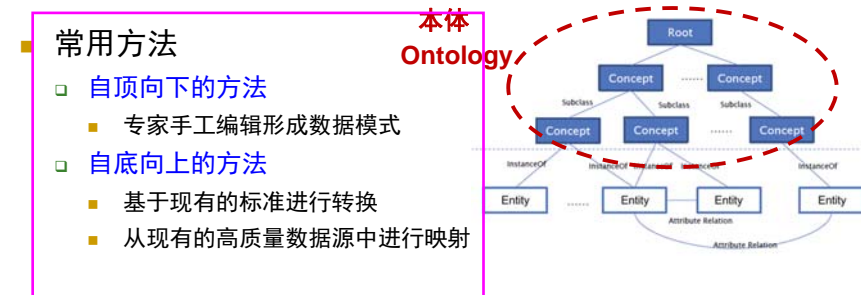 常用方法
自顶向下的方法
专家手工编辑形成数据模式
自底向上的方法
基于现有的标准进行转换
从现有的高质量数据源中进行映射
本体
Ontology
Root
Concept ...... Concept
Subclass Subclass Subclass
Concept Concept ...... Concept
InstanceOf InstanceOf InstanceOf InstanceOf InstanceOf
Entity ...... Entity Entity Entity
Attribute Relation
Attribute Relation